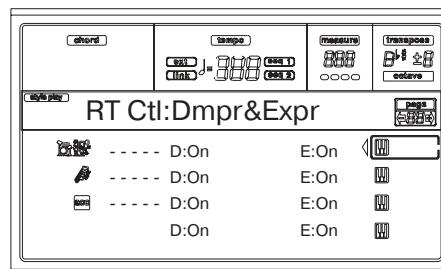 chord tempo measure transpose
ext seq 1
link seq 2
octave
style play RT Ctl:Dmpr&Expr page
- - - - - D:On E:On
- - - - - D:On E:On
acc - - - - - D:On E:On
D:On E:On